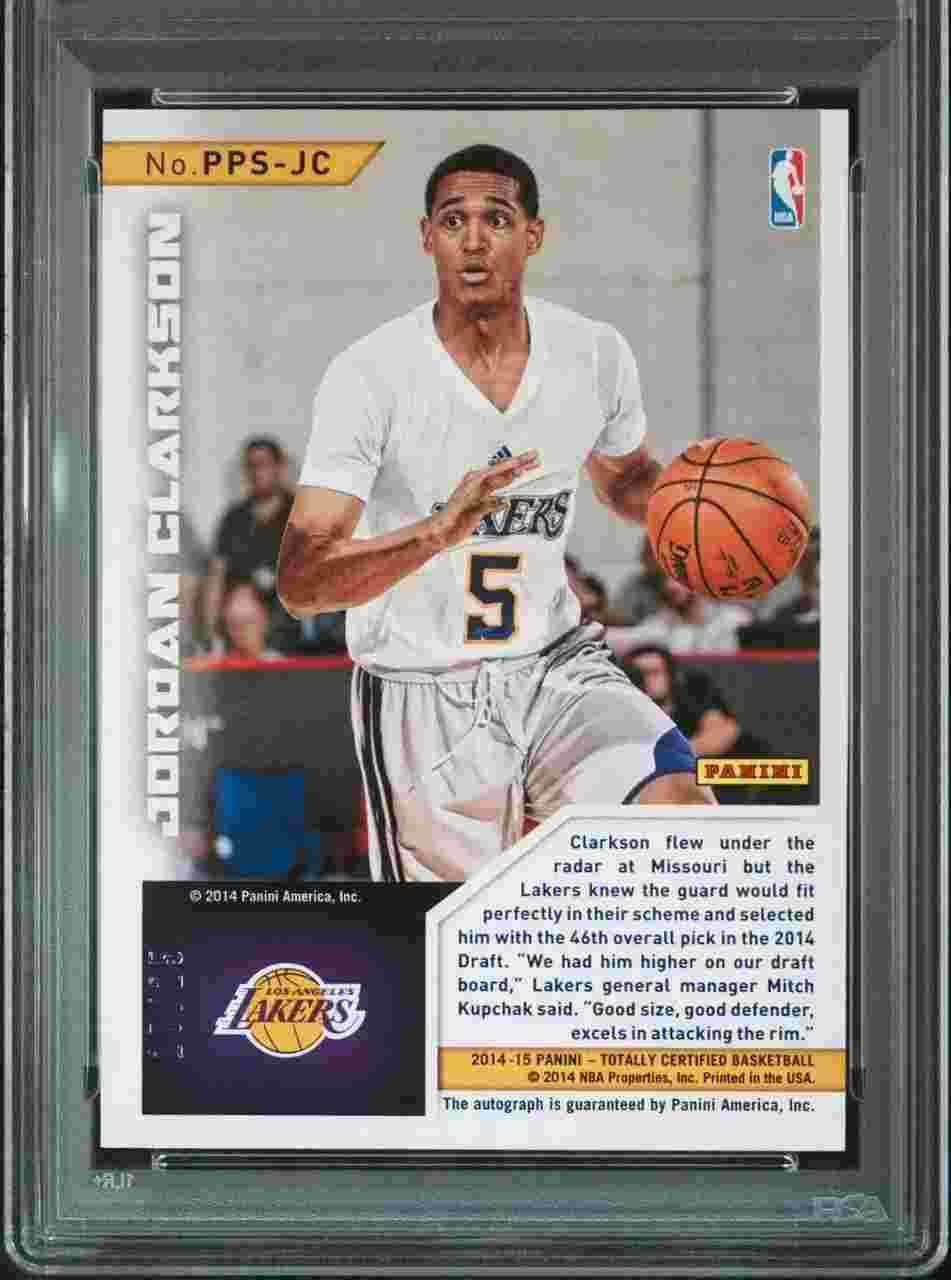 No.PPS-JC
NBA
JORDAN CLARKSON
LAKERS
5
PANINI
Clarkson flew under the
radar at Missouri but the
Lakers knew the guard would fit
perfectly in their scheme and selected
him with the 46th overall pick in the 2014
Draft. “We had him higher on our draft
board,” Lakers general manager Mitch
Kupchak said. “Good size, good defender,
excels in attacking the rim.”
© 2014 Panini America, Inc.
LOS ANGELES
LAKERS
2014-15 PANINI – TOTALLY CERTIFIED BASKETBALL
© 2014 NBA Properties, Inc. Printed in the USA.
The autograph is guaranteed by Panini America, Inc.
PSA